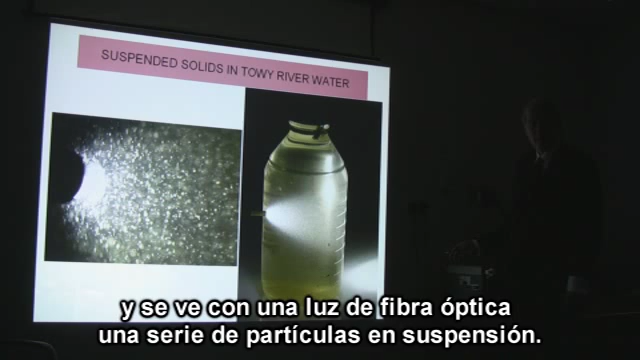 SUSPENDED SOLIDS IN TOWY RIVER WATER
y se ve con una luz de fibra óptica
una serie de partículas en suspensión.